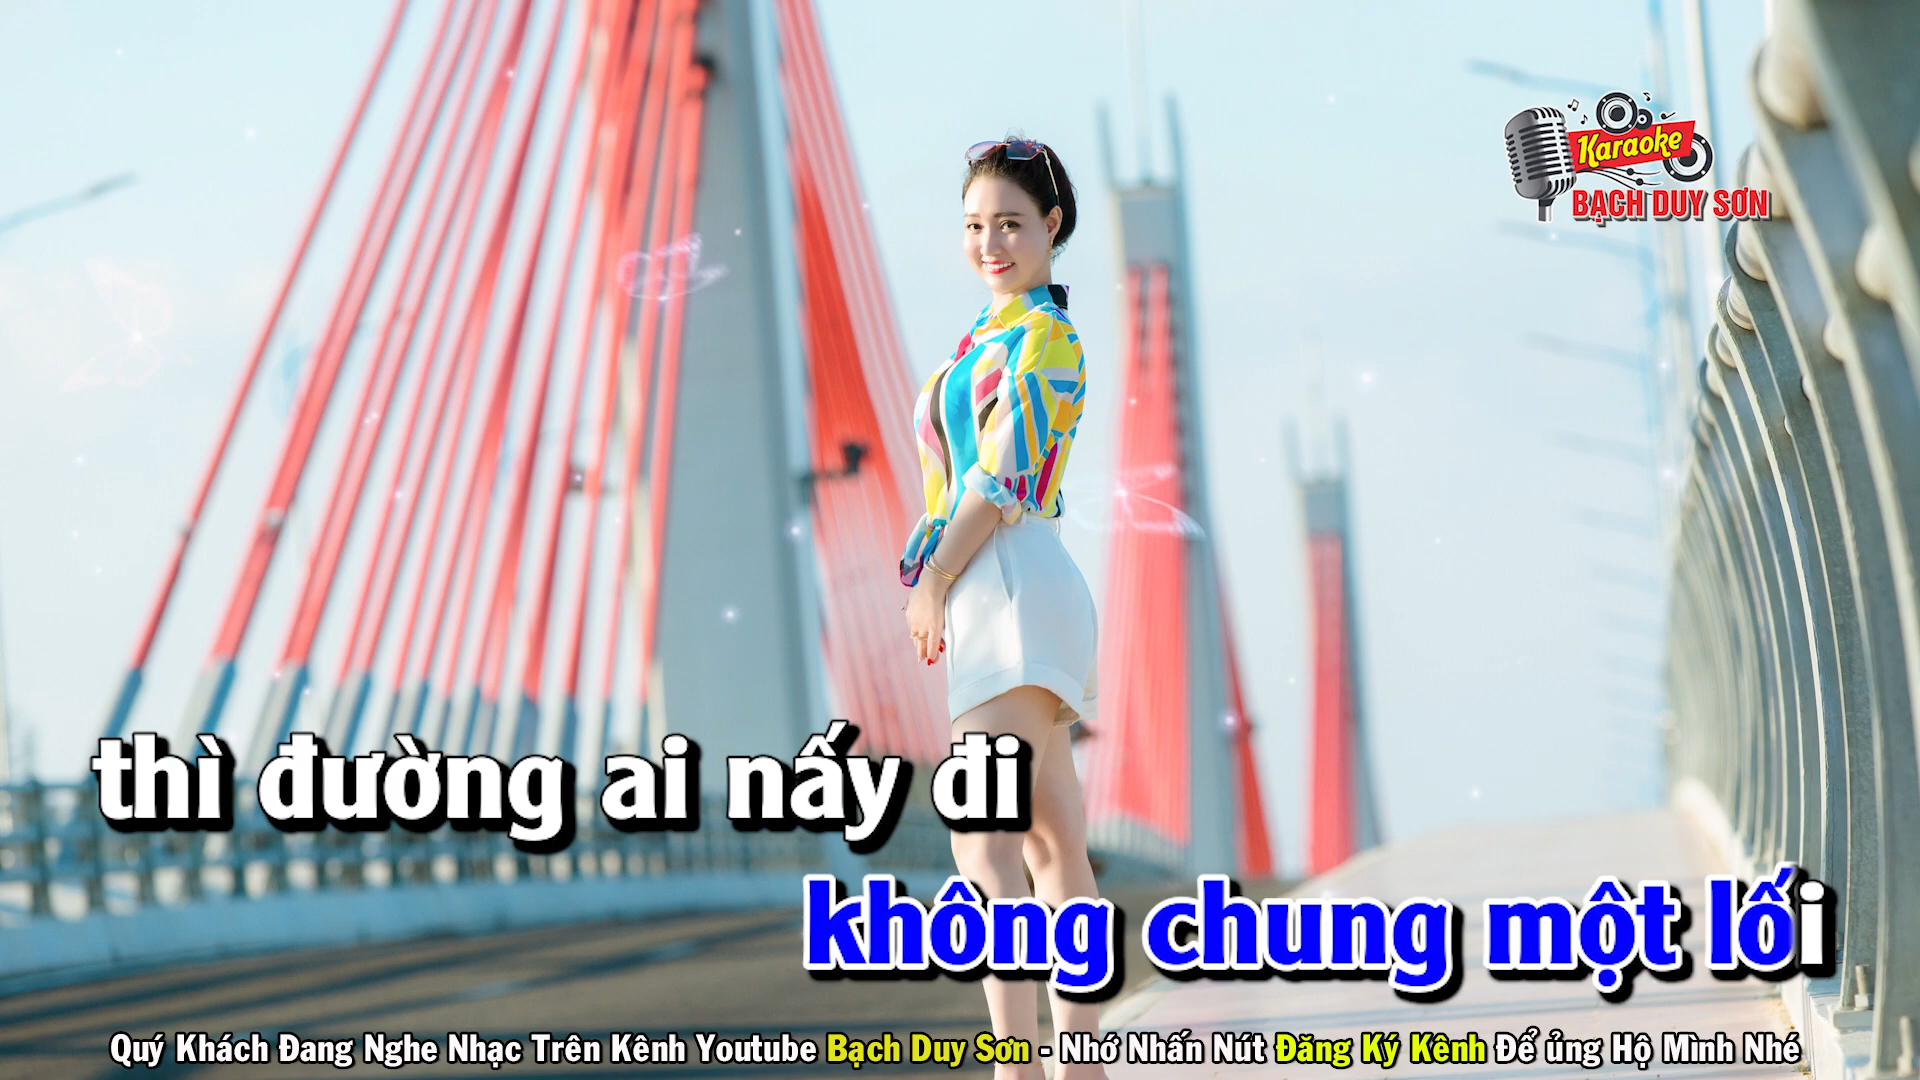 Karaoke
BẠCH DUY SƠN
thì đường ai nấy đi
không chung một lối
Quý Khách Đang Nghe Nhạc Trên Kênh Youtube Bạch Duy Sơn - Nhớ Nhấn Nút Đăng Ký Kênh Để ủng Hộ Mình Nhé